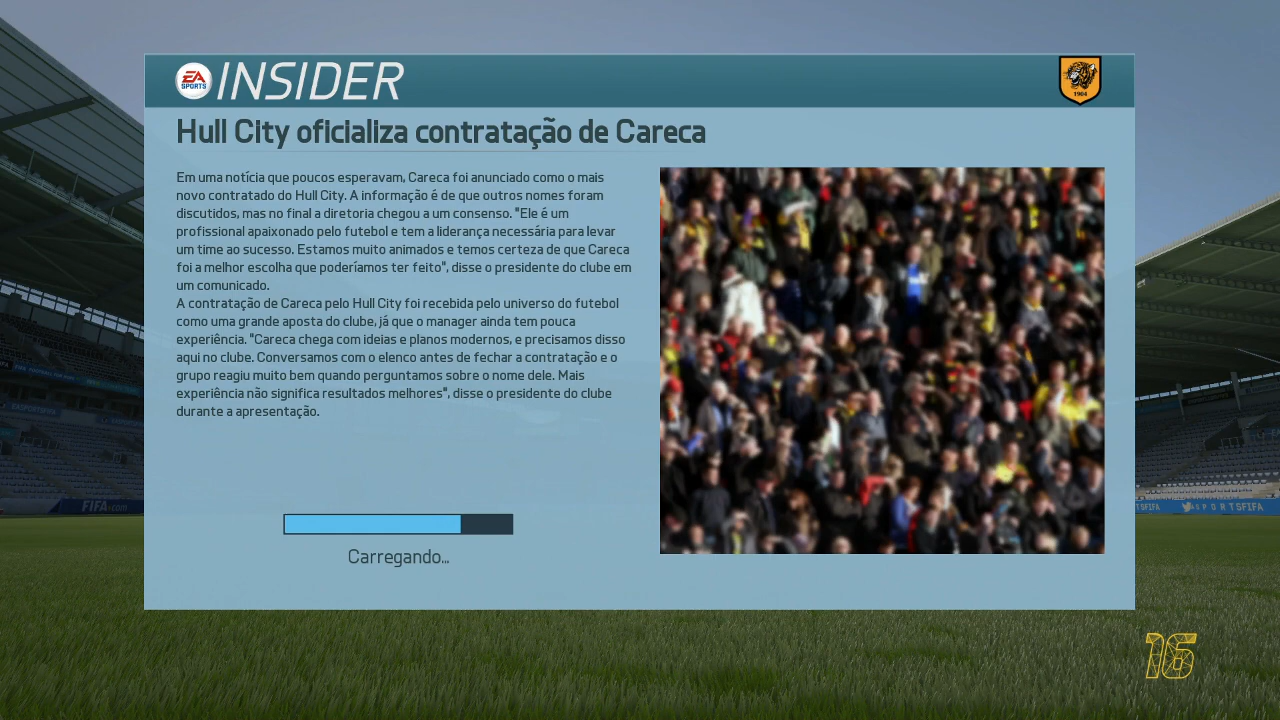 EA SPORTS INSIDER
1904
Hull City oficializa contratação de Careca
Em uma notícia que poucos esperavam, Careca foi anunciado como o mais
novo contratado do Hull City. A informação é de que outros nomes foram
discutidos, mas no final a diretoria chegou a um consenso. "Ele é um
profissional apaixonado pelo futebol e tem a liderança necessária para levar
um time ao sucesso. Estamos muito animados e temos certeza de que Careca
foi a melhor escolha que poderíamos ter feito", disse o presidente do clube em
um comunicado.
A contratação de Careca pelo Hull City foi recebida pelo universo do futebol
como uma grande aposta do clube, já que o manager ainda tem pouca
experiência. "Careca chega com ideias e planos modernos, e precisamos disso
aqui no clube. Conversamos com o elenco antes de fechar a contratação e o
grupo reagiu muito bem quando perguntamos sobre o nome dele. Mais
experiência não significa resultados melhores", disse o presidente do clube
durante a apresentação.
FIFA.com
TSFIFA
SPORTSFIFA
Carregando...
16